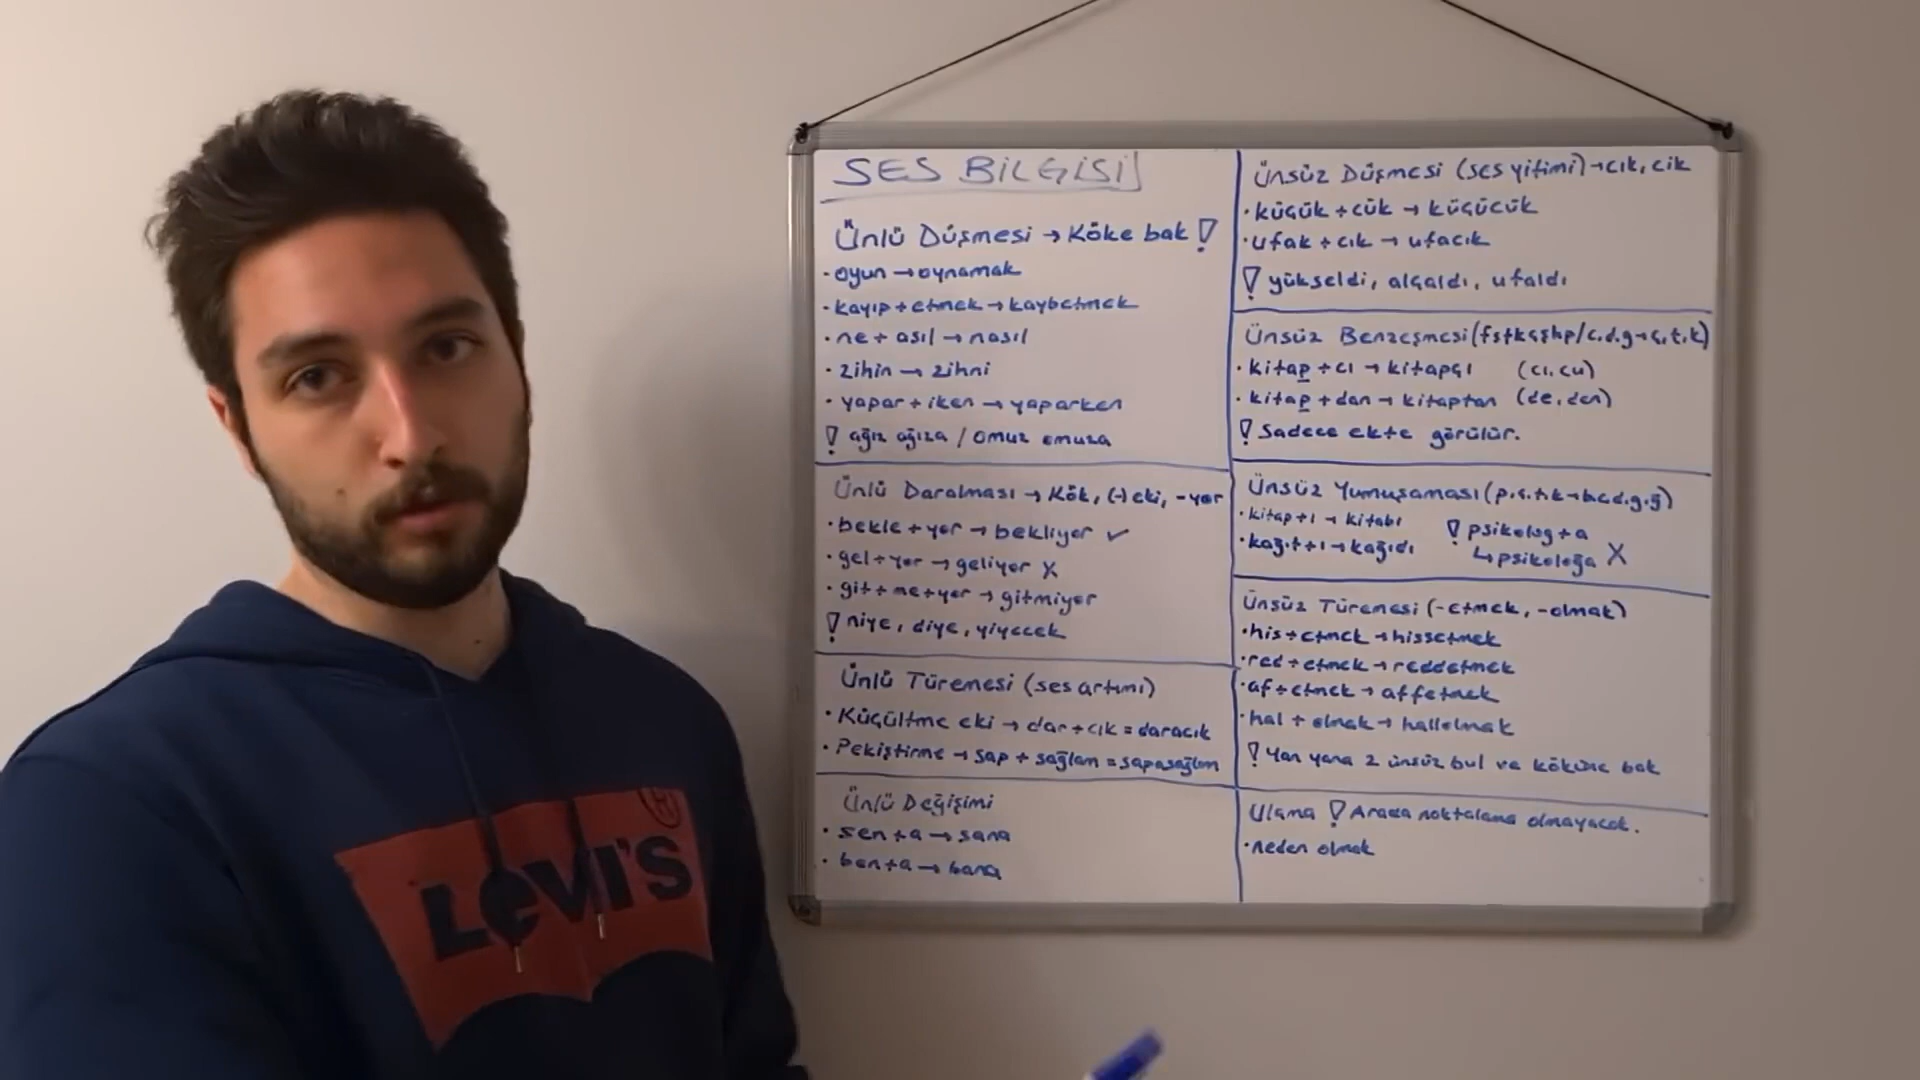 SES BİLGİSİ
Ünlü Düşmesi → Köke bak !
• oyun → oynamak
• kayıp + etmek → kaybetmek
• ne + asıl → nasıl
• zihin → zihni
• yapar + iken → yaparken
! ağız ağıza / omuz omuza
Ünlü Daralması → Kök, (-) eki, -yor
• bekle + yor → bekliyor ✓
• gel + yor → geliyor X
• git + me + yor → gitmiyor
! niye, diye, yiyecek
Ünlü Türemesi (ses artımı)
• Küçültme eki → dar + cık = daracık
• Pekiştirme → sap + sağlam = sapasağlam
Ünlü Değişimi
• sen + a → sana
• ben + a → bana
Ünsüz Düşmesi (ses yitimi) → cık, cik
• küçük + cük → küçücük
• ufak + cık → ufacık
! yükseldi, alçaldı, ufaldı
Ünsüz Benzeşmesi (fstkçşhp / c.d.g → ç.t.k)
• kitap + cı → kitapçı (cı, cu)
• kitap + dan → kitaptan (de, den)
! Sadece ekte görülür.
Ünsüz Yumuşaması (p.ç.t.k → b.c.d.g.ğ)
• kitap + ı → kitabı
• kağıt + ı → kağıdı
! psikolog + a
↳ psikoloğa X
Ünsüz Türemesi (-etmek, -olmak)
• his + etmek → hissetmek
• red + etmek → reddetmek
• af + etmek → affetmek
• hal + olmak → hallolmak
! Yan yana 2 ünsüz bul ve köküne bak
Ulama ! Arada noktalama olmayacak.
• neden olmak
LEVI'S